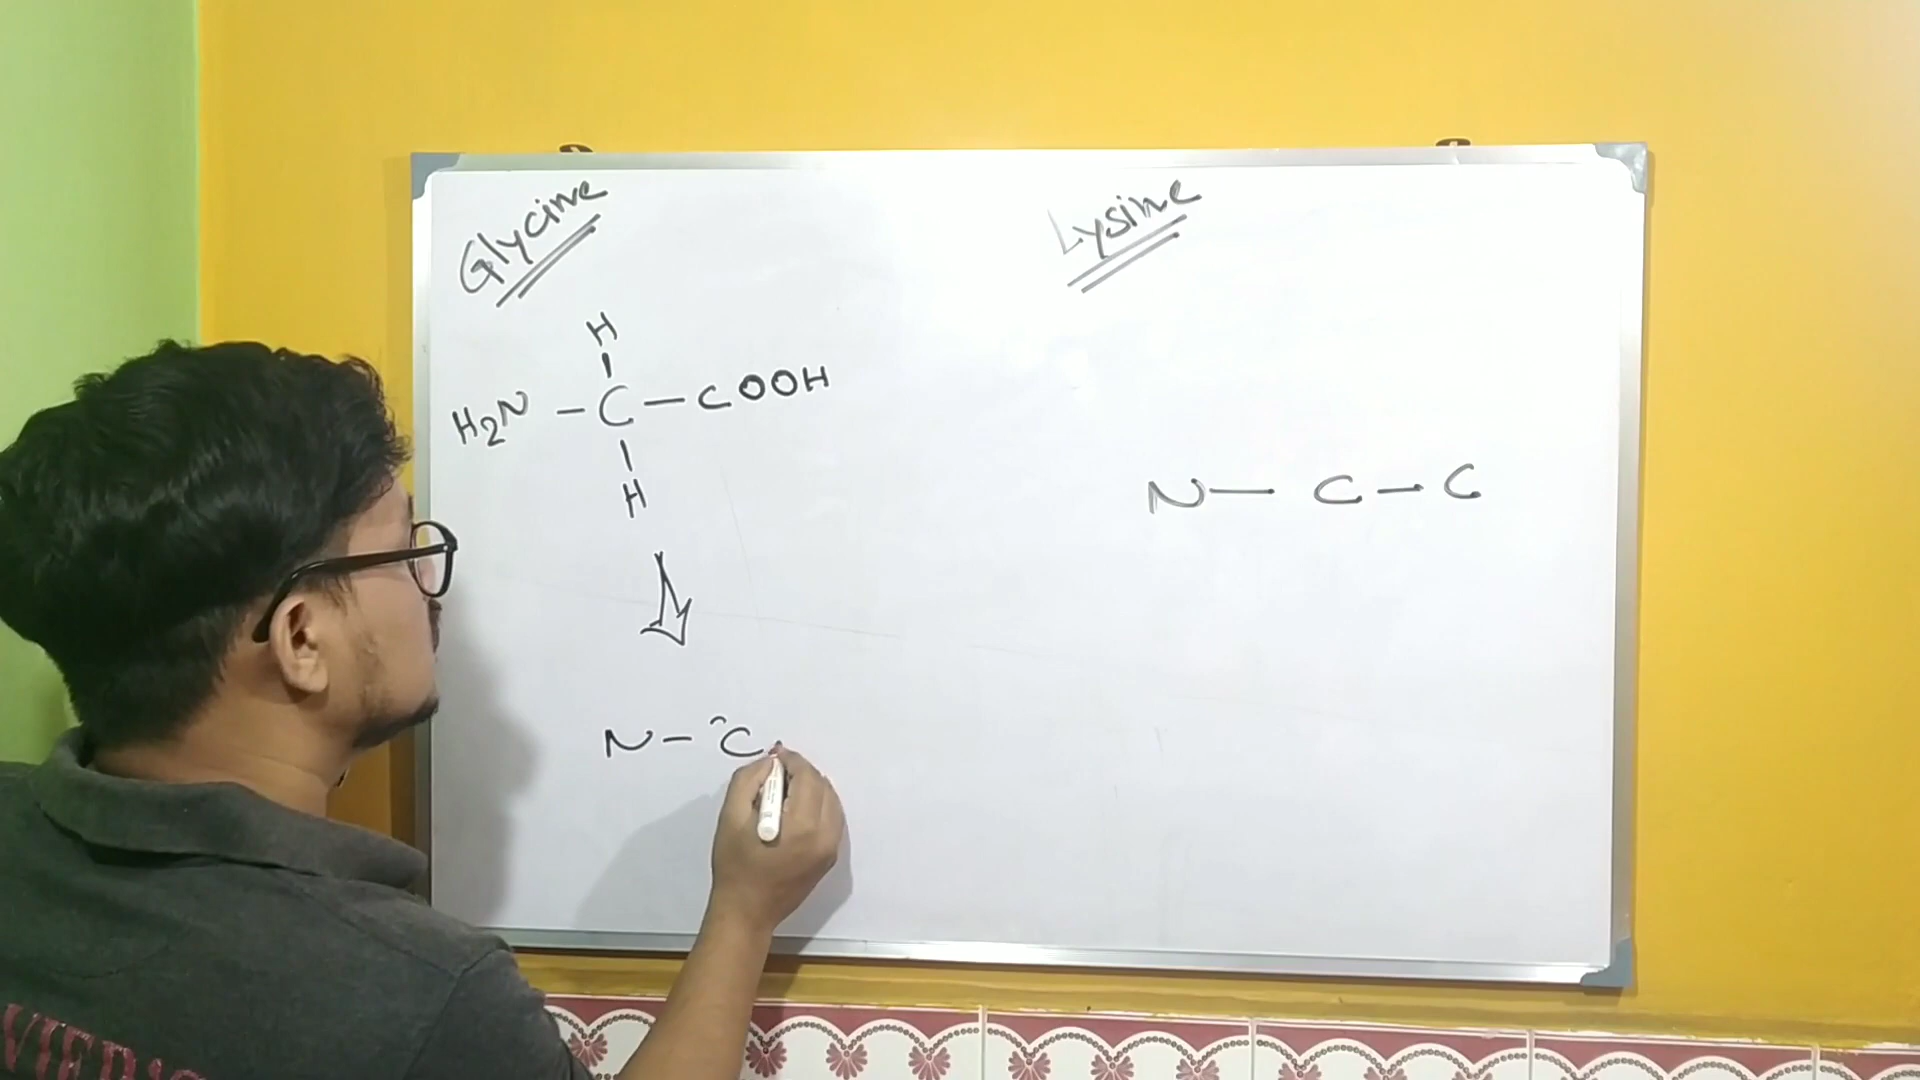 Glycine
H
H2N - C - COOH
H
N - C
Lysine
N - C - C